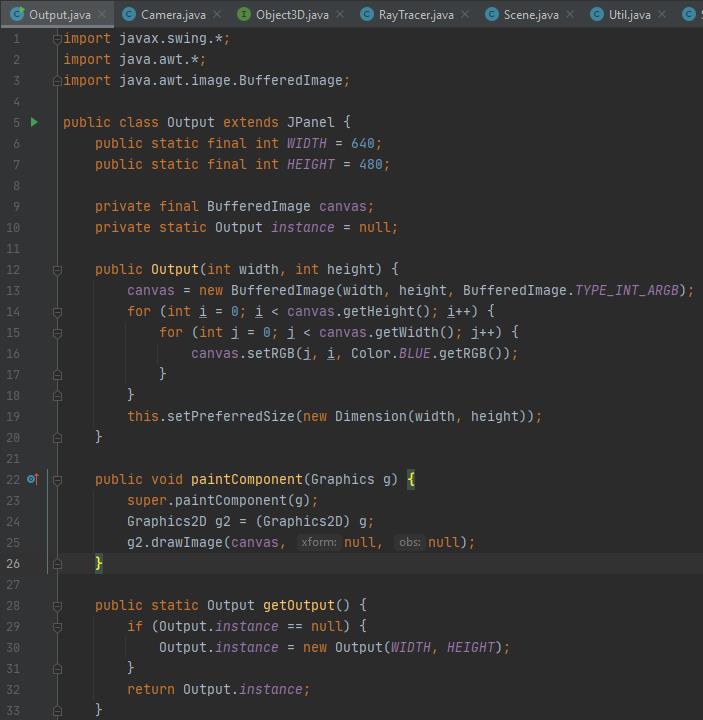 Output.java × Camera.java × Object3D.java × RayTracer.java × Scene.java × Util.java ×
1 import javax.swing.*;
2 import java.awt.*;
3 import java.awt.image.BufferedImage;
4
5 public class Output extends JPanel {
6 public static final int WIDTH = 640;
7 public static final int HEIGHT = 480;
8
9 private final BufferedImage canvas;
10 private static Output instance = null;
11
12 public Output(int width, int height) {
13 canvas = new BufferedImage(width, height, BufferedImage.TYPE_INT_ARGB);
14 for (int i = 0; i < canvas.getHeight(); i++) {
15 for (int j = 0; j < canvas.getWidth(); j++) {
16 canvas.setRGB(j, i, Color.BLUE.getRGB());
17 }
18 }
19 this.setPreferredSize(new Dimension(width, height));
20 }
21
22 public void paintComponent(Graphics g) {
23 super.paintComponent(g);
24 Graphics2D g2 = (Graphics2D) g;
25 g2.drawImage(canvas, xform: null, obs: null);
26 }
27
28 public static Output getOutput() {
29 if (Output.instance == null) {
30 Output.instance = new Output(WIDTH, HEIGHT);
31 }
32 return Output.instance;
33 }